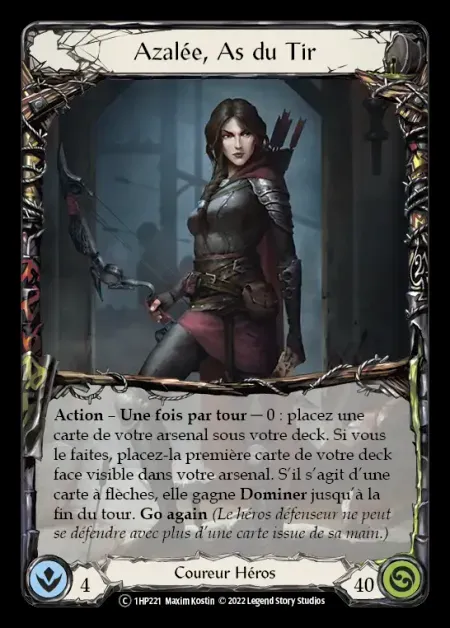 Azalée, As du Tir
Action – Une fois par tour — 0 : placez une
carte de votre arsenal sous votre deck. Si vous
le faites, placez-la première carte de votre deck
face visible dans votre arsenal. S'il s'agit d'une
carte à flèches, elle gagne Dominer jusqu'à la
fin du tour. Go again (Le héros défenseur ne peut
se défendre avec plus d'une carte issue de sa main.)
4
Coureur Héros
40
C 1HP221 Maxim Kostin © 2022 Legend Story Studios